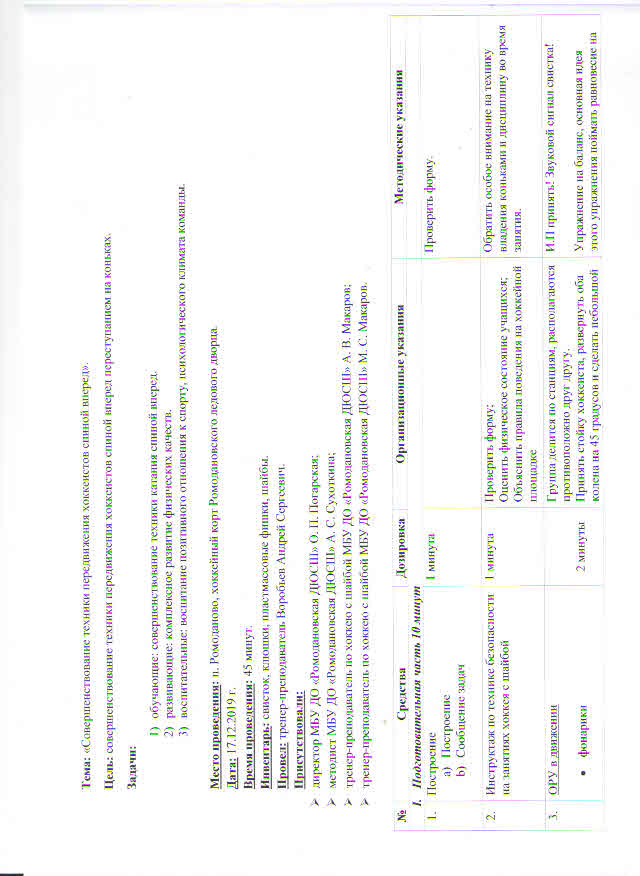 Тема: «Совершенствование техники передвижения хоккеистов спиной вперед».
Цель: совершенствование техники передвижения хоккеистов спиной вперед переступанием на коньках.
Задачи:
1) обучающие: совершенствование техники катания спиной вперед.
2) развивающие: комплексное развитие физических качеств.
3) воспитательные: воспитание позитивного отношения к спорту, психологического климата команды.
Место проведения: п. Ромоданово, хоккейный корт Ромодановского ледового дворца.
Дата: 17.12.2019 г.
Время проведения: 45 минут.
Инвентарь: свисток, клюшки, пластмассовые фишки, шайбы.
Провел: тренер-преподаватель Воробьев Андрей Сергеевич.
Присутствовали:
➢ директор МБУ ДО «Ромодановская ДЮСШ» О. П. Погарская;
➢ методист МБУ ДО «Ромодановская ДЮСШ» А. С. Сухоткина;
➢ тренер-преподаватель по хоккею с шайбой МБУ ДО «Ромодановская ДЮСШ» А. В. Макаров;
➢ тренер-преподаватель по хоккею с шайбой МБУ ДО «Ромодановская ДЮСШ» М. С. Макаров.
№ Средства Дозировка Организационные указания Методические указания
I. Подготовительная часть 10 минут
1. Построение 1 минута Проверить форму.
a) Построение
b) Сообщение задач
2. Инструктаж по технике безопасности 1 минута Проверить форму; Обратить особое внимание на технику
на занятиях хоккея с шайбой Оценить физическое состояние учащихся; владения коньками и дисциплину во время
Объяснить правила поведения на хоккейной занятия.
площадке
3. ОРУ в движении Группа делится по станциям, располагаются И.П принять! Звуковой сигнал свистка!
противоположно друг другу.
• фонарики 2 минуты Принять стойку хоккеиста, развернуть оба Упражнение на баланс, основная идея
колена на 45 градусов и сделать небольшой этого упражнения поймать равновесие на